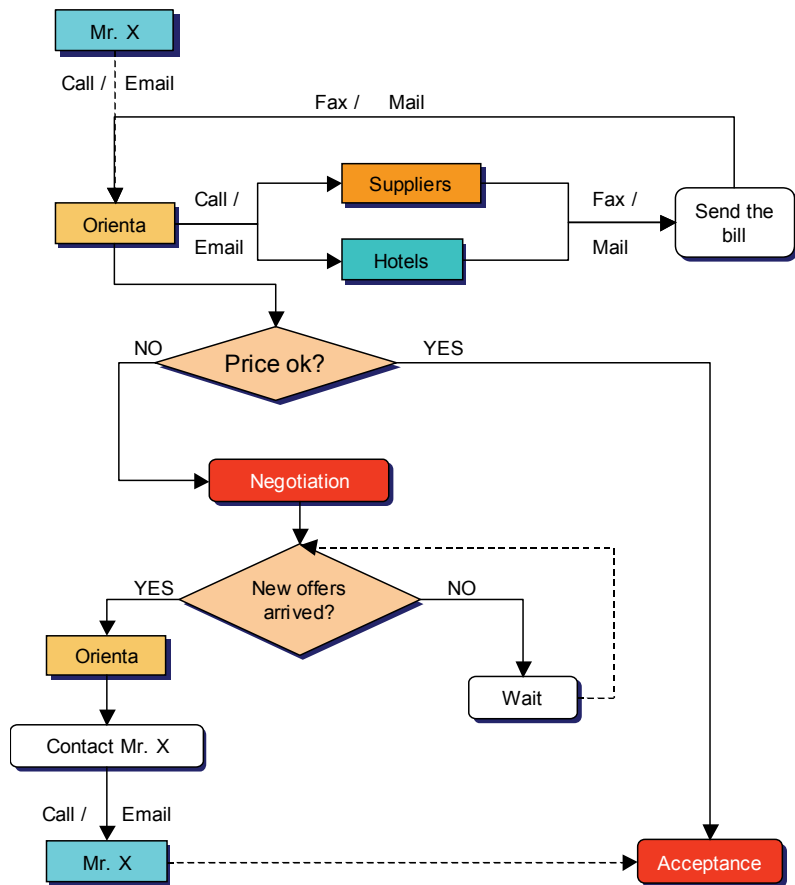 Mr. X
Call / Email
Fax / Mail
Suppliers
Call /
Fax /
Send the
bill
Orienta
Email
Mail
Hotels
NO
YES
Price ok?
Negotiation
YES
New offers
arrived?
NO
Orienta
Wait
Contact Mr. X
Call / Email
Mr. X
Acceptance